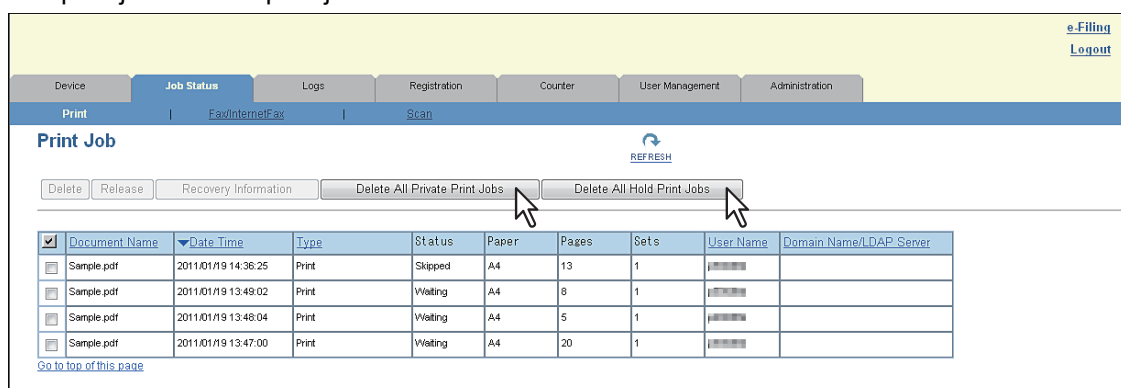 e-Filing
Logout
Device Job Status Logs Registration Counter User Management Administration
Print | Fax/InternetFax | Scan
Print Job
REFRESH
Delete Release Recovery Information Delete All Private Print Jobs Delete All Hold Print Jobs
Document Name Date Time Type Status Paper Pages Sets User Name Domain Name/LDAP Server
Sample.pdf 2011/01/19 14:36:25 Print Skipped A4 13 1
Sample.pdf 2011/01/19 13:49:02 Print Waiting A4 8 1
Sample.pdf 2011/01/19 13:48:04 Print Waiting A4 5 1
Sample.pdf 2011/01/19 13:47:00 Print Waiting A4 20 1
Go to top of this page